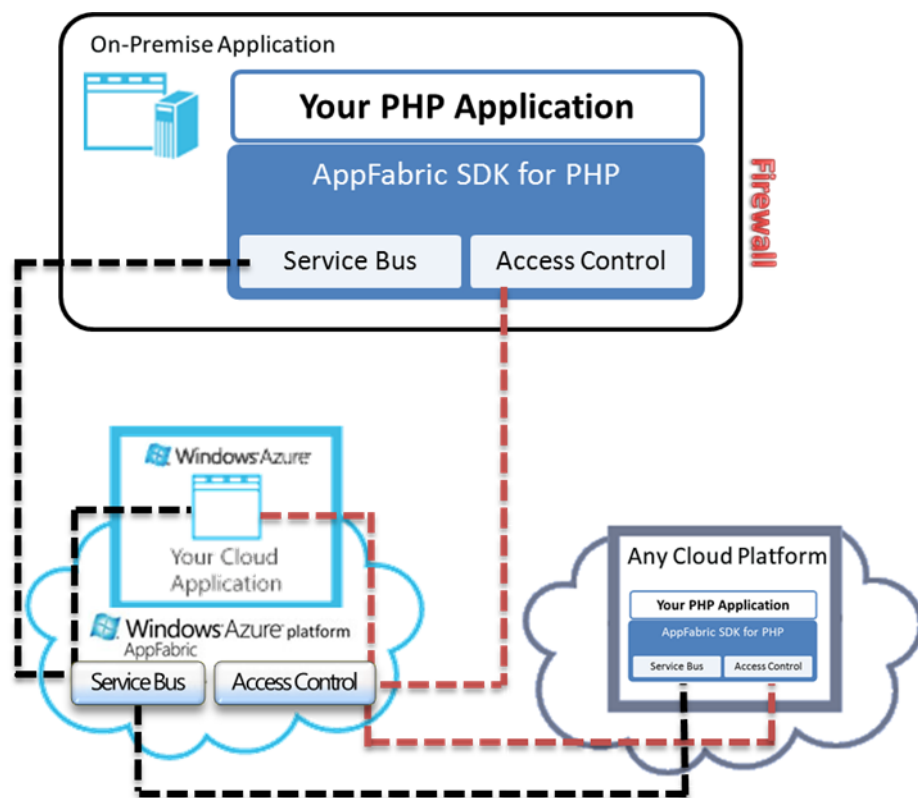 On-Premise Application
Your PHP Application
AppFabric SDK for PHP
Service Bus
Access Control
Firewall
Windows Azure
Your Cloud
Application
Windows Azure platform
AppFabric
Service Bus
Access Control
Any Cloud Platform
Your PHP Application
AppFabric SDK for PHP
Service Bus
Access Control